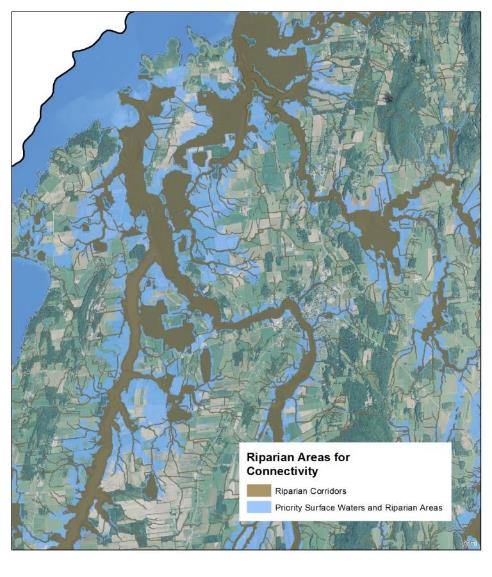 Riparian Areas for
Connectivity
Riparian Corridors
Priority Surface Waters and Riparian Areas